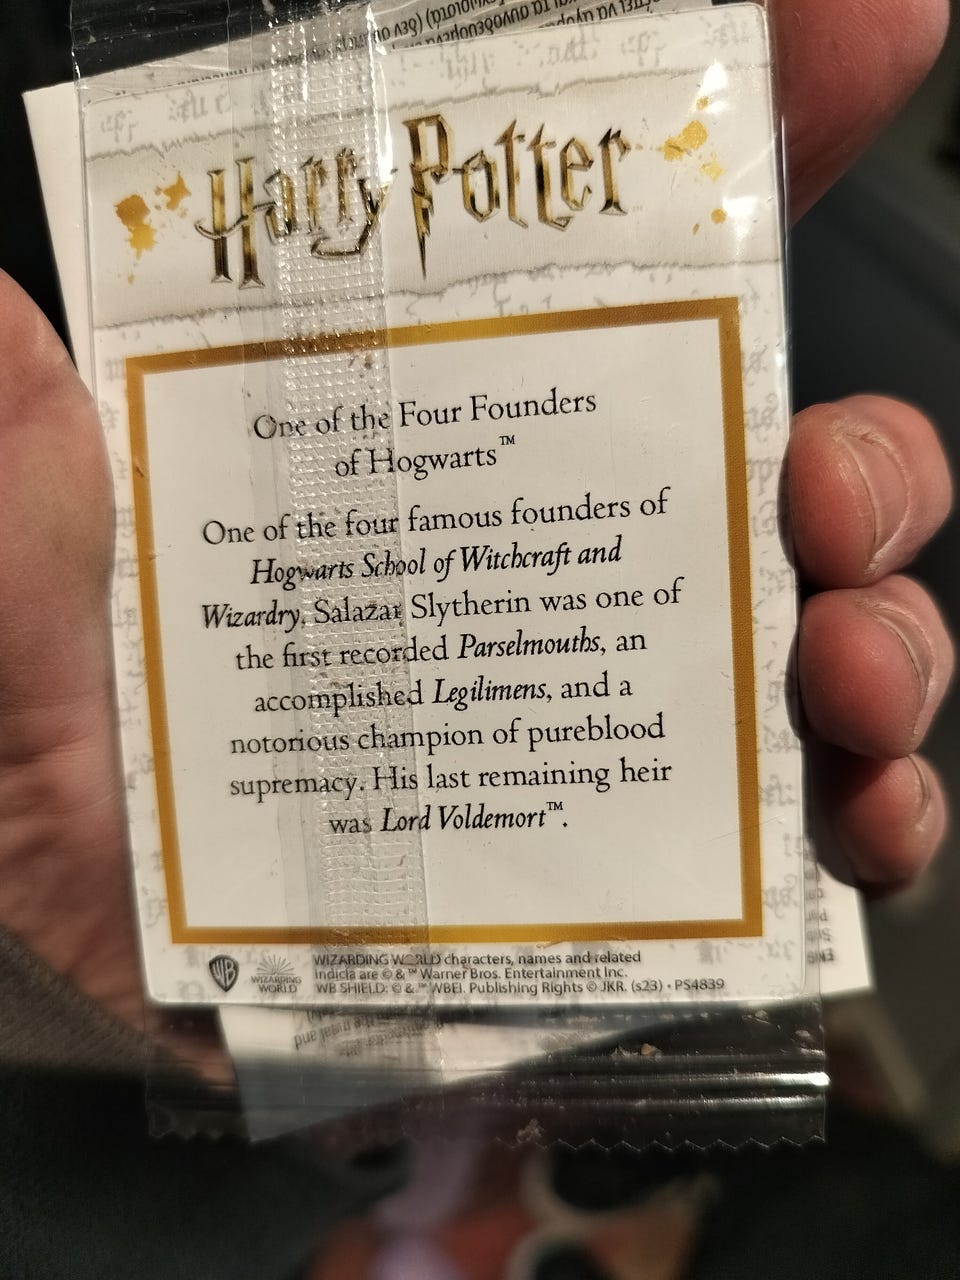 Harry Potter
One of the Four Founders
of Hogwarts™
One of the four famous founders of
Hogwarts School of Witchcraft and
Wizardry, Salazar Slytherin was one of
the first recorded Parselmouths, an
accomplished Legilimens, and a
notorious champion of pureblood
supremacy. His last remaining heir
was Lord Voldemort™.
WB
WIZARDING
WORLD
WIZARDING WORLD characters, names and related
indicia are © & ™ Warner Bros. Entertainment Inc.
WB SHIELD: © & ™ WBEI. Publishing Rights © JKR. (s23) • PS4839